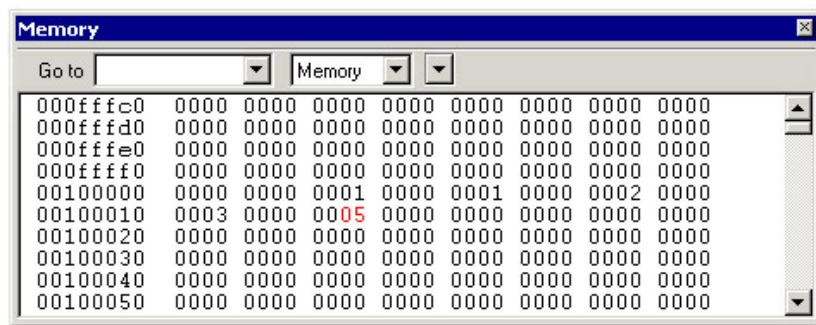 Memory
Go to Memory
000fffc0 0000 0000 0000 0000 0000 0000 0000 0000
000fffd0 0000 0000 0000 0000 0000 0000 0000 0000
000fffe0 0000 0000 0000 0000 0000 0000 0000 0000
000ffff0 0000 0000 0000 0000 0000 0000 0000 0000
00100000 0000 0000 0001 0000 0001 0000 0002 0000
00100010 0003 0000 0005 0000 0000 0000 0000 0000
00100020 0000 0000 0000 0000 0000 0000 0000 0000
00100030 0000 0000 0000 0000 0000 0000 0000 0000
00100040 0000 0000 0000 0000 0000 0000 0000 0000
00100050 0000 0000 0000 0000 0000 0000 0000 0000